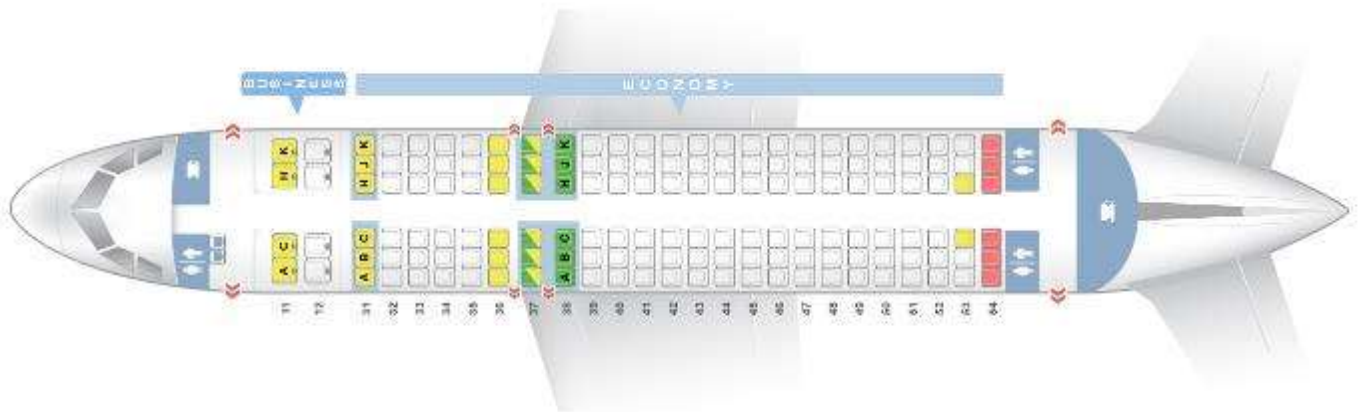 BUSINESS
ECONOMY
K K K
J J
H H H
C C C
B B
A A A
11 12 31 32 33 34 35 36 37 38 39 40 41 42 43 44 45 46 47 48 49 50 51 52 53 54